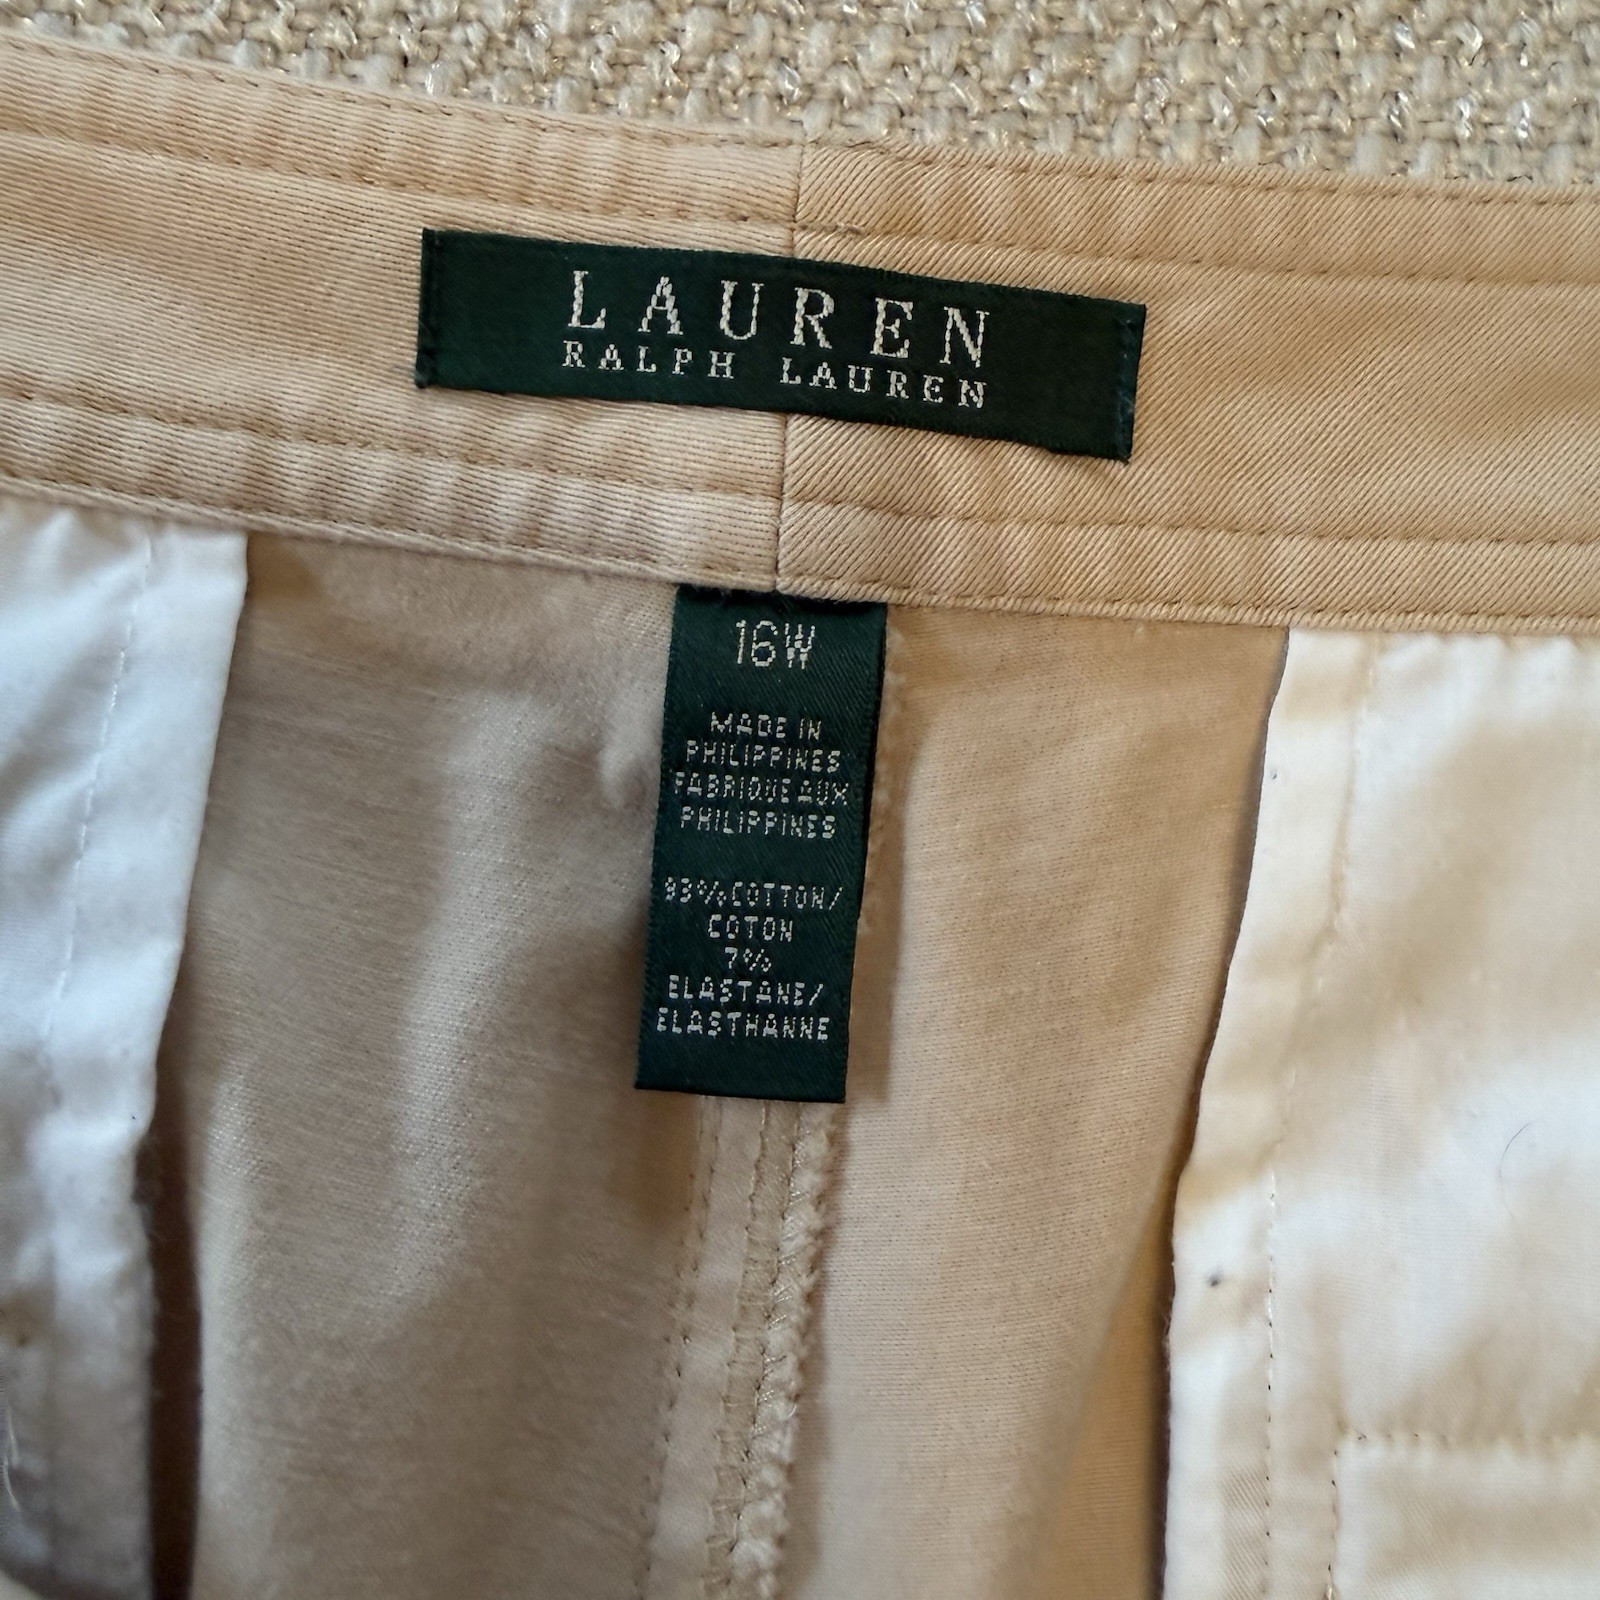 LAUREN
RALPH LAUREN
16W
MADE IN
PHILIPPINES
FABRIQUE AUX
PHILIPPINES
93% COTTON/
COTON
7%
ELASTANE/
ELASTHANNE